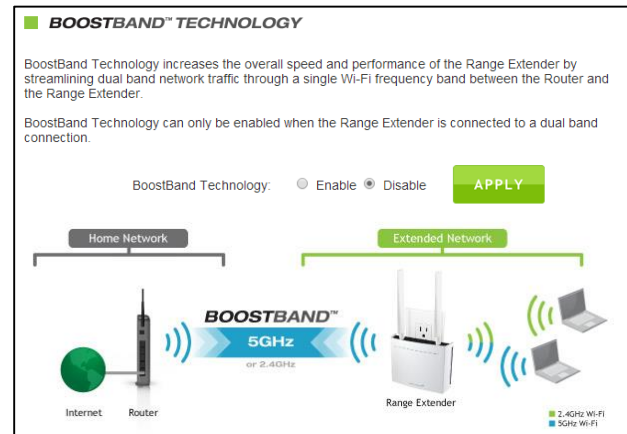 BOOSTBAND™ TECHNOLOGY
BoostBand Technology increases the overall speed and performance of the Range Extender by
streamlining dual band network traffic through a single Wi-Fi frequency band between the Router and
the Range Extender.
BoostBand Technology can only be enabled when the Range Extender is connected to a dual band
connection.
BoostBand Technology: Enable Disable APPLY
Home Network Extended Network
BOOSTBAND™
5GHz
or 2.4GHz
Internet Router Range Extender
2.4GHz Wi-Fi
5GHz Wi-Fi